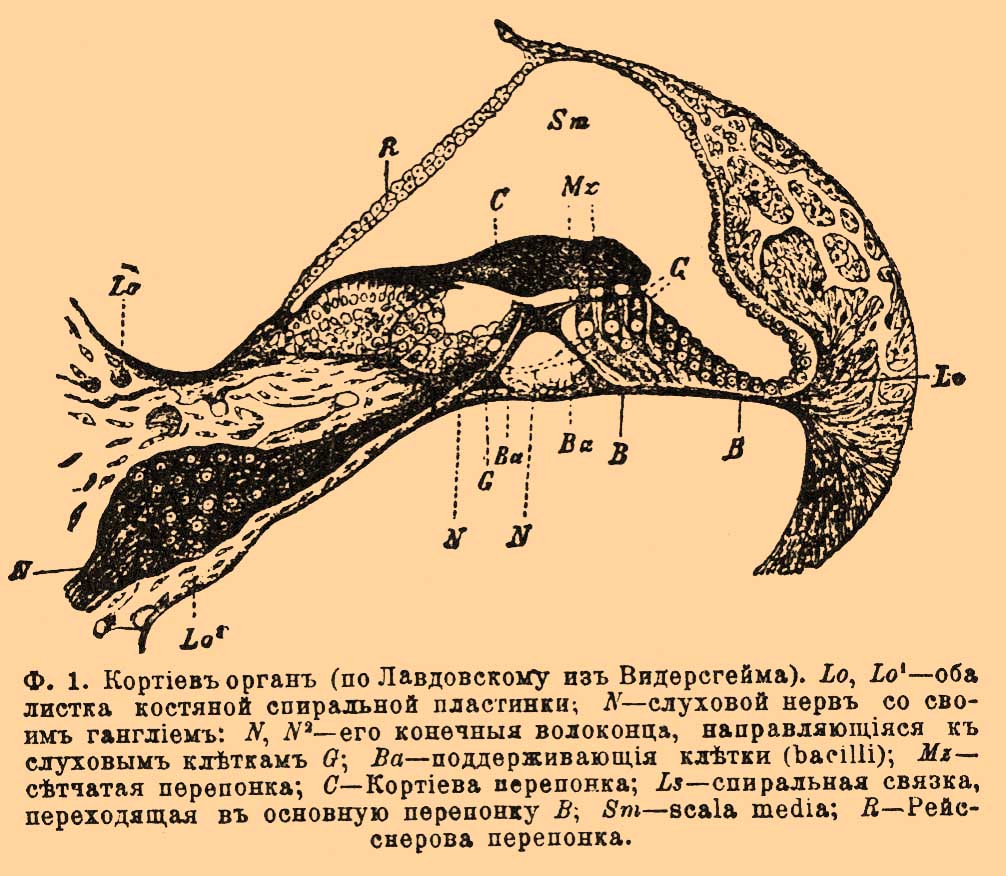 Sm
R
C
Mz
G
Lo
Lo
Ba
Ba
B
B
G
N
N
N
Lo¹
Ф. 1. Кортіевъ органъ (по Лавдовскому изъ Видерсгейма). Lo, Lo¹—оба
листка костяной спиральной пластинки; N—слуховой нервъ со сво-
имъ гангліемъ: N, N²—его конечныя волоконца, направляющіяся къ
слуховымъ клѣткамъ G; Ba—поддерживающія клѣтки (bacilli); Mz—
сѣтчатая перепонка; C—Кортіева перепонка; Ls—спиральная связка,
переходящая въ основную перепонку B; Sm—scala media; R—Рейс-
снерова перепонка.